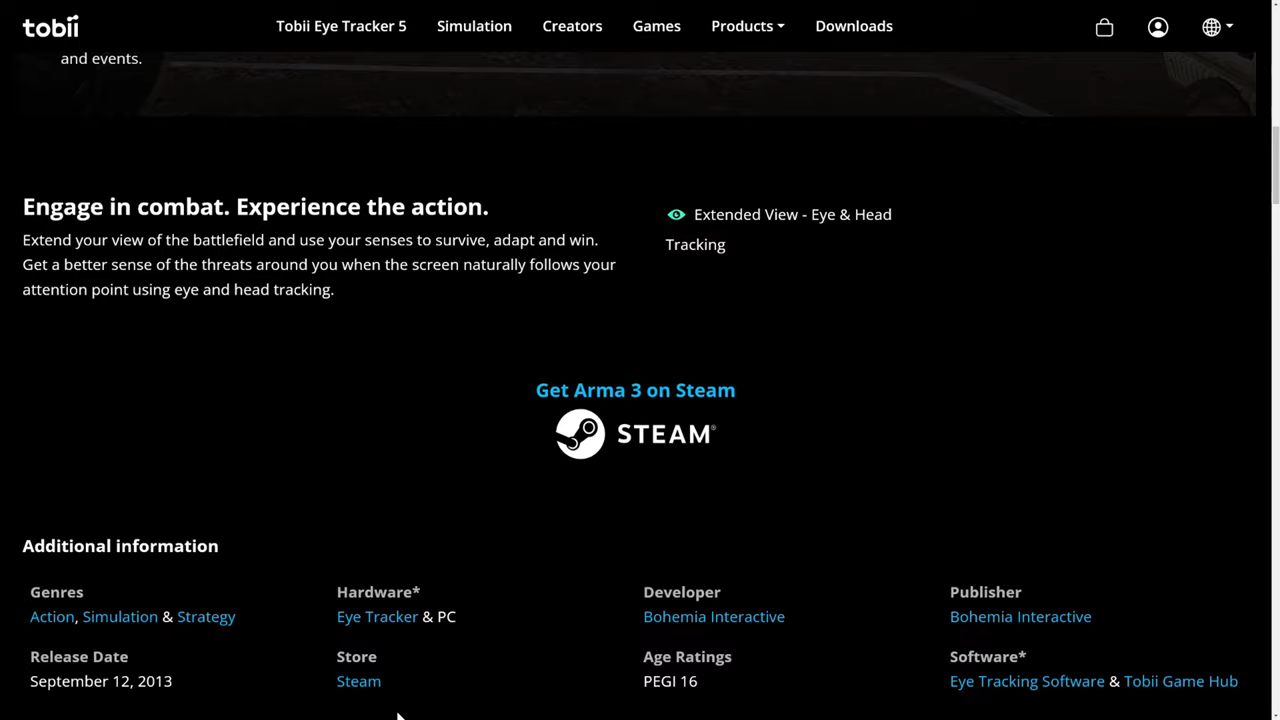 tobii Tobii Eye Tracker 5 Simulation Creators Games Products Downloads
and events.
Engage in combat. Experience the action.
Extend your view of the battlefield and use your senses to survive, adapt and win.
Get a better sense of the threats around you when the screen naturally follows your
attention point using eye and head tracking.
Extended View - Eye & Head
Tracking
Get Arma 3 on Steam
STEAM®
Additional information
Genres Hardware* Developer Publisher
Action, Simulation & Strategy Eye Tracker & PC Bohemia Interactive Bohemia Interactive
Release Date Store Age Ratings Software*
September 12, 2013 Steam PEGI 16 Eye Tracking Software & Tobii Game Hub